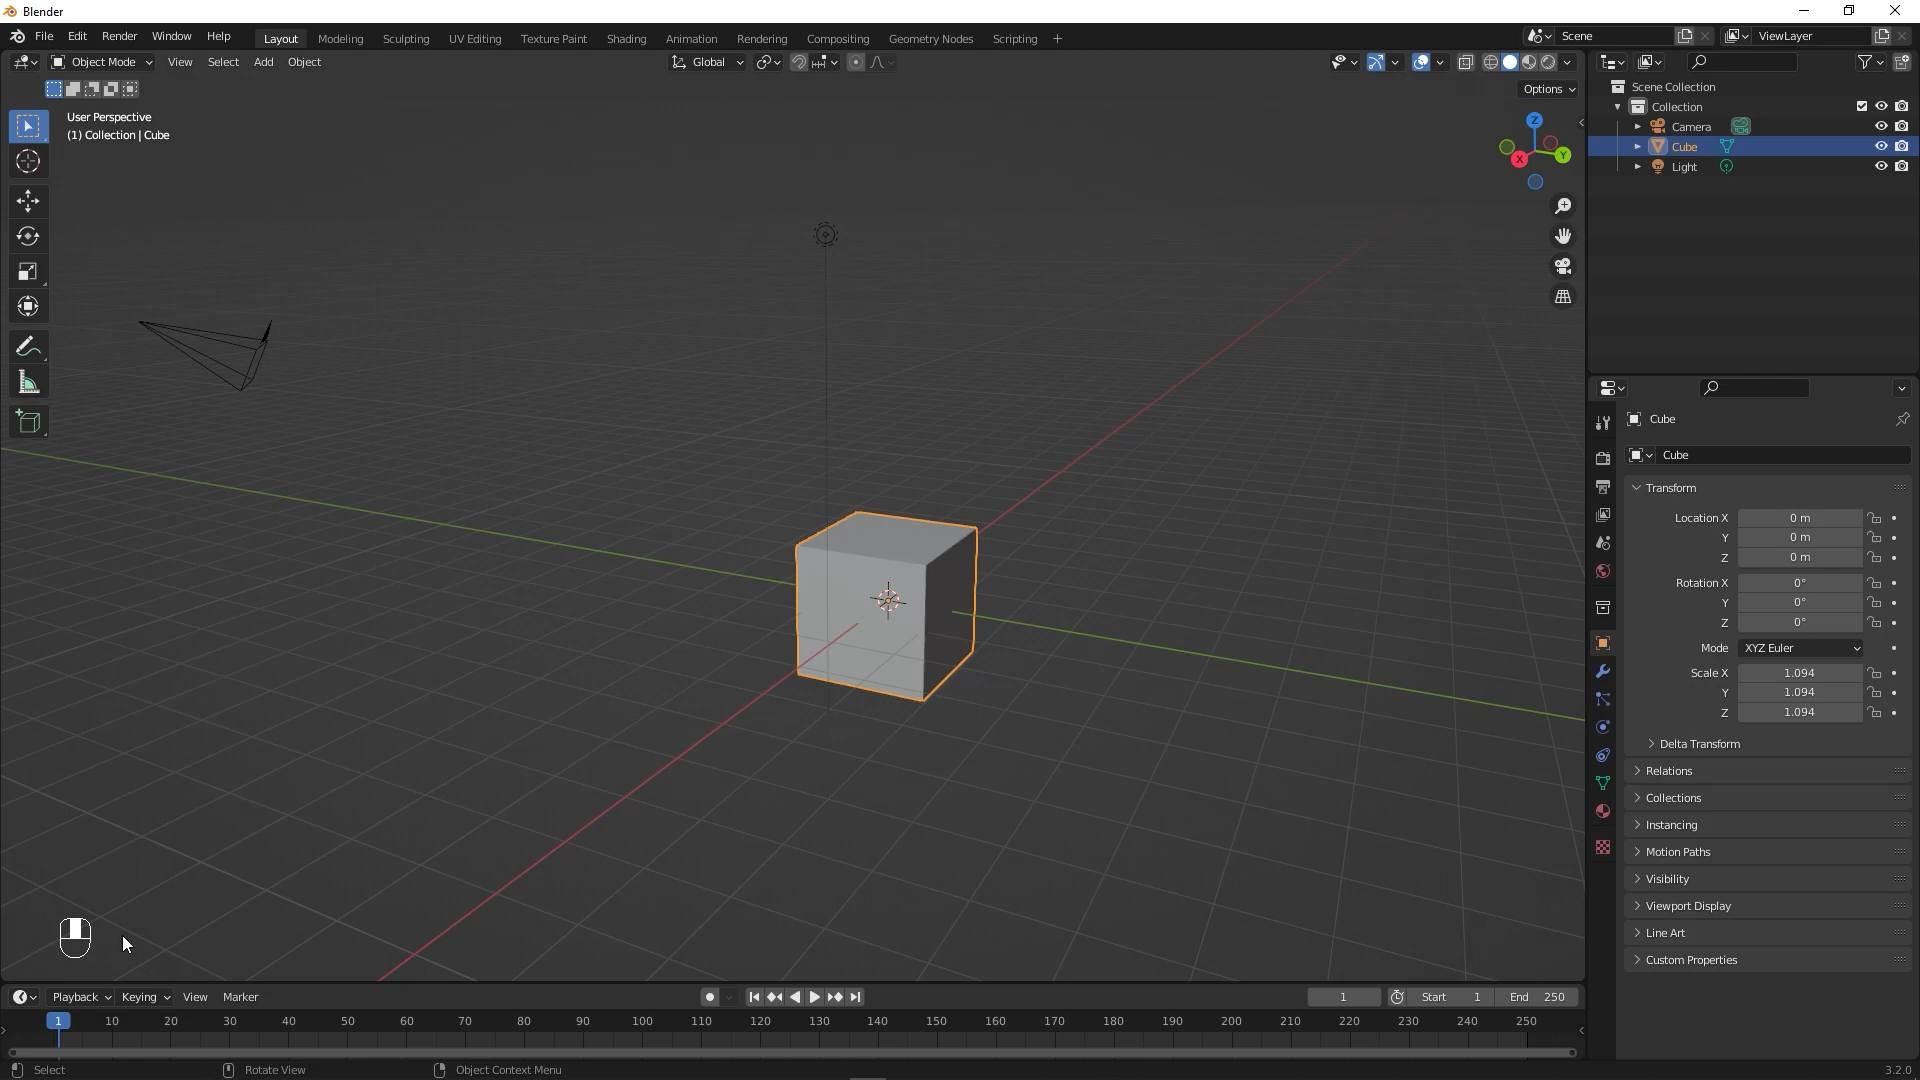 Blender
File Edit Render Window Help Layout Modeling Sculpting UV Editing Texture Paint Shading Animation Rendering Compositing Geometry Nodes Scripting + Scene ViewLayer
Object Mode View Select Add Object Global
Options
User Perspective
(1) Collection | Cube
Z
X
Y
Scene Collection
Collection
Camera
Cube
Light
Cube
Cube
Transform
Location X 0 m
Y 0 m
Z 0 m
Rotation X 0°
Y 0°
Z 0°
Mode XYZ Euler
Scale X 1.094
Y 1.094
Z 1.094
Delta Transform
Relations
Collections
Instancing
Motion Paths
Visibility
Viewport Display
Line Art
Custom Properties
Playback Keying View Marker 1 Start 1 End 250
1 10 20 30 40 50 60 70 80 90 100 110 120 130 140 150 160 170 180 190 200 210 220 230 240 250
Select Rotate View Object Context Menu 3.2.0